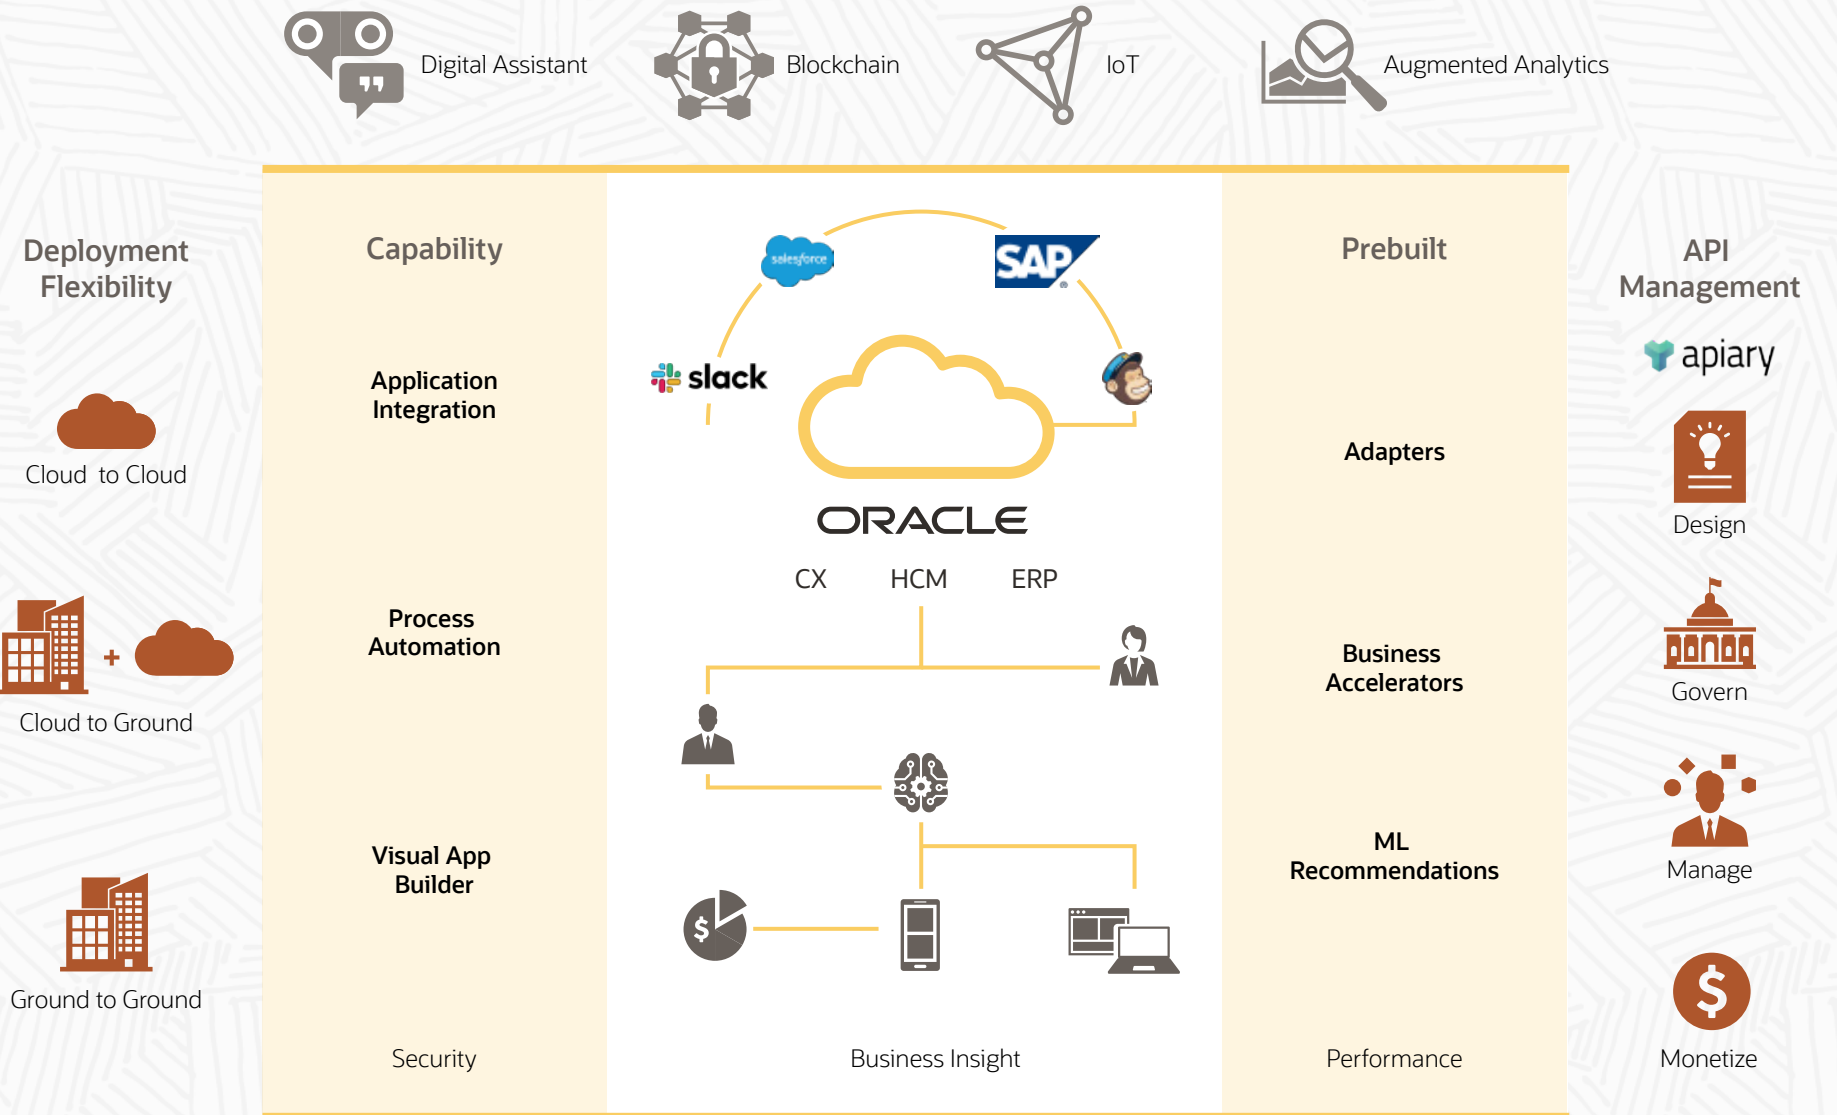 Digital Assistant
Blockchain
IoT
Augmented Analytics
Deployment
Flexibility
Cloud to Cloud
+
Cloud to Ground
Ground to Ground
Capability
Application
Integration
Process
Automation
Visual App
Builder
Security
salesforce
SAP
®
slack
ORACLE
CX HCM ERP
$
Business Insight
Prebuilt
Adapters
Business
Accelerators
ML
Recommendations
Performance
API
Management
apiary
Design
Govern
Manage
$
Monetize